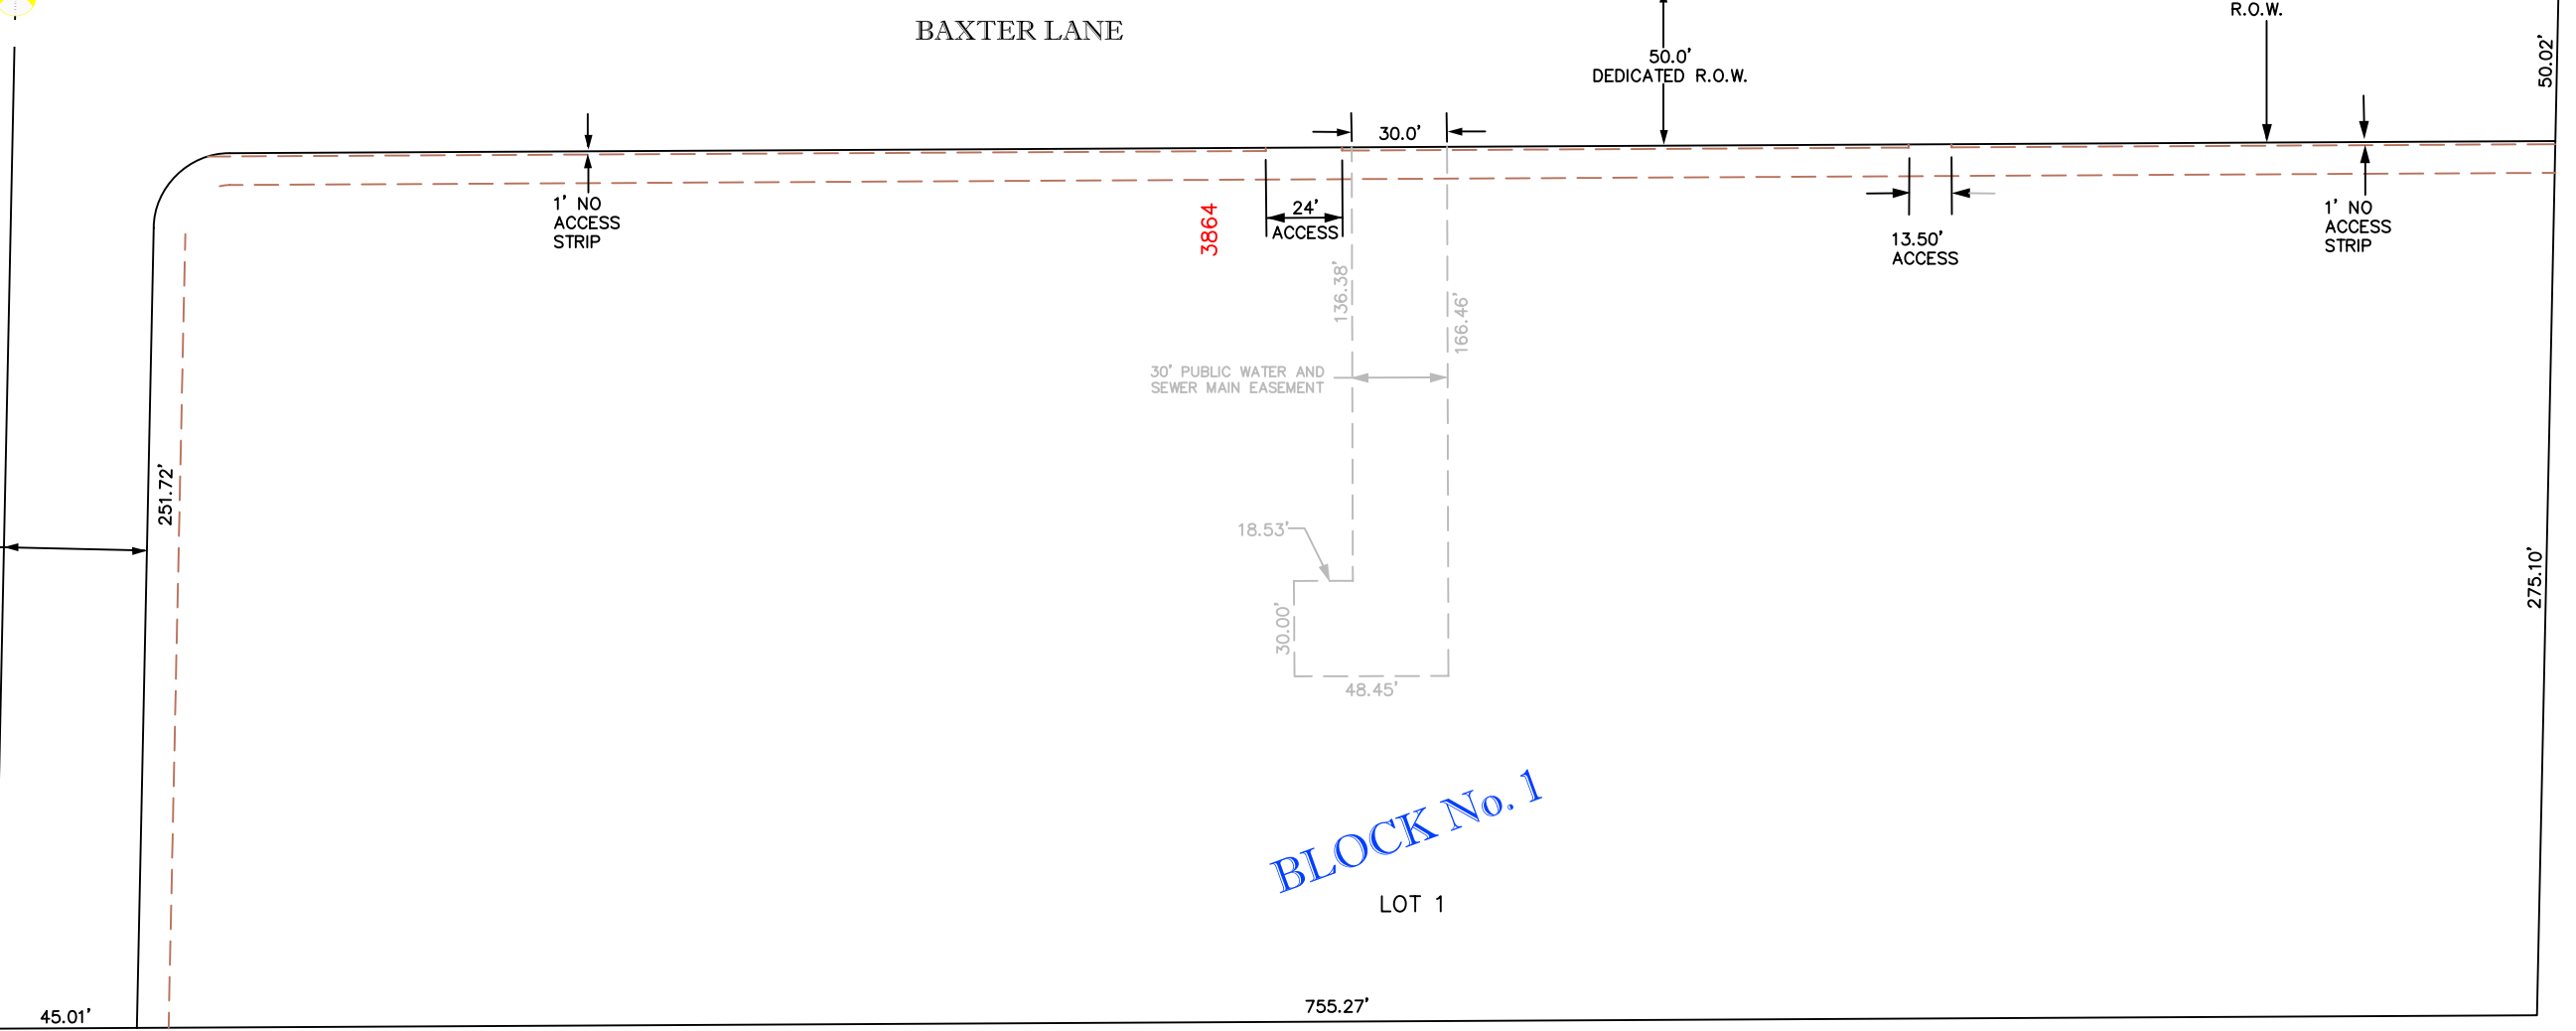 R.O.W.
BAXTER LANE
50.02'
50.0'
DEDICATED R.O.W.
30.0'
1' NO
ACCESS
STRIP
3864
24'
ACCESS
13.50'
ACCESS
1' NO
ACCESS
STRIP
136.38'
166.46'
30' PUBLIC WATER AND
SEWER MAIN EASEMENT
251.72'
18.53'
275.10'
30.00'
48.45'
BLOCK No. 1
LOT 1
755.27'
45.01'